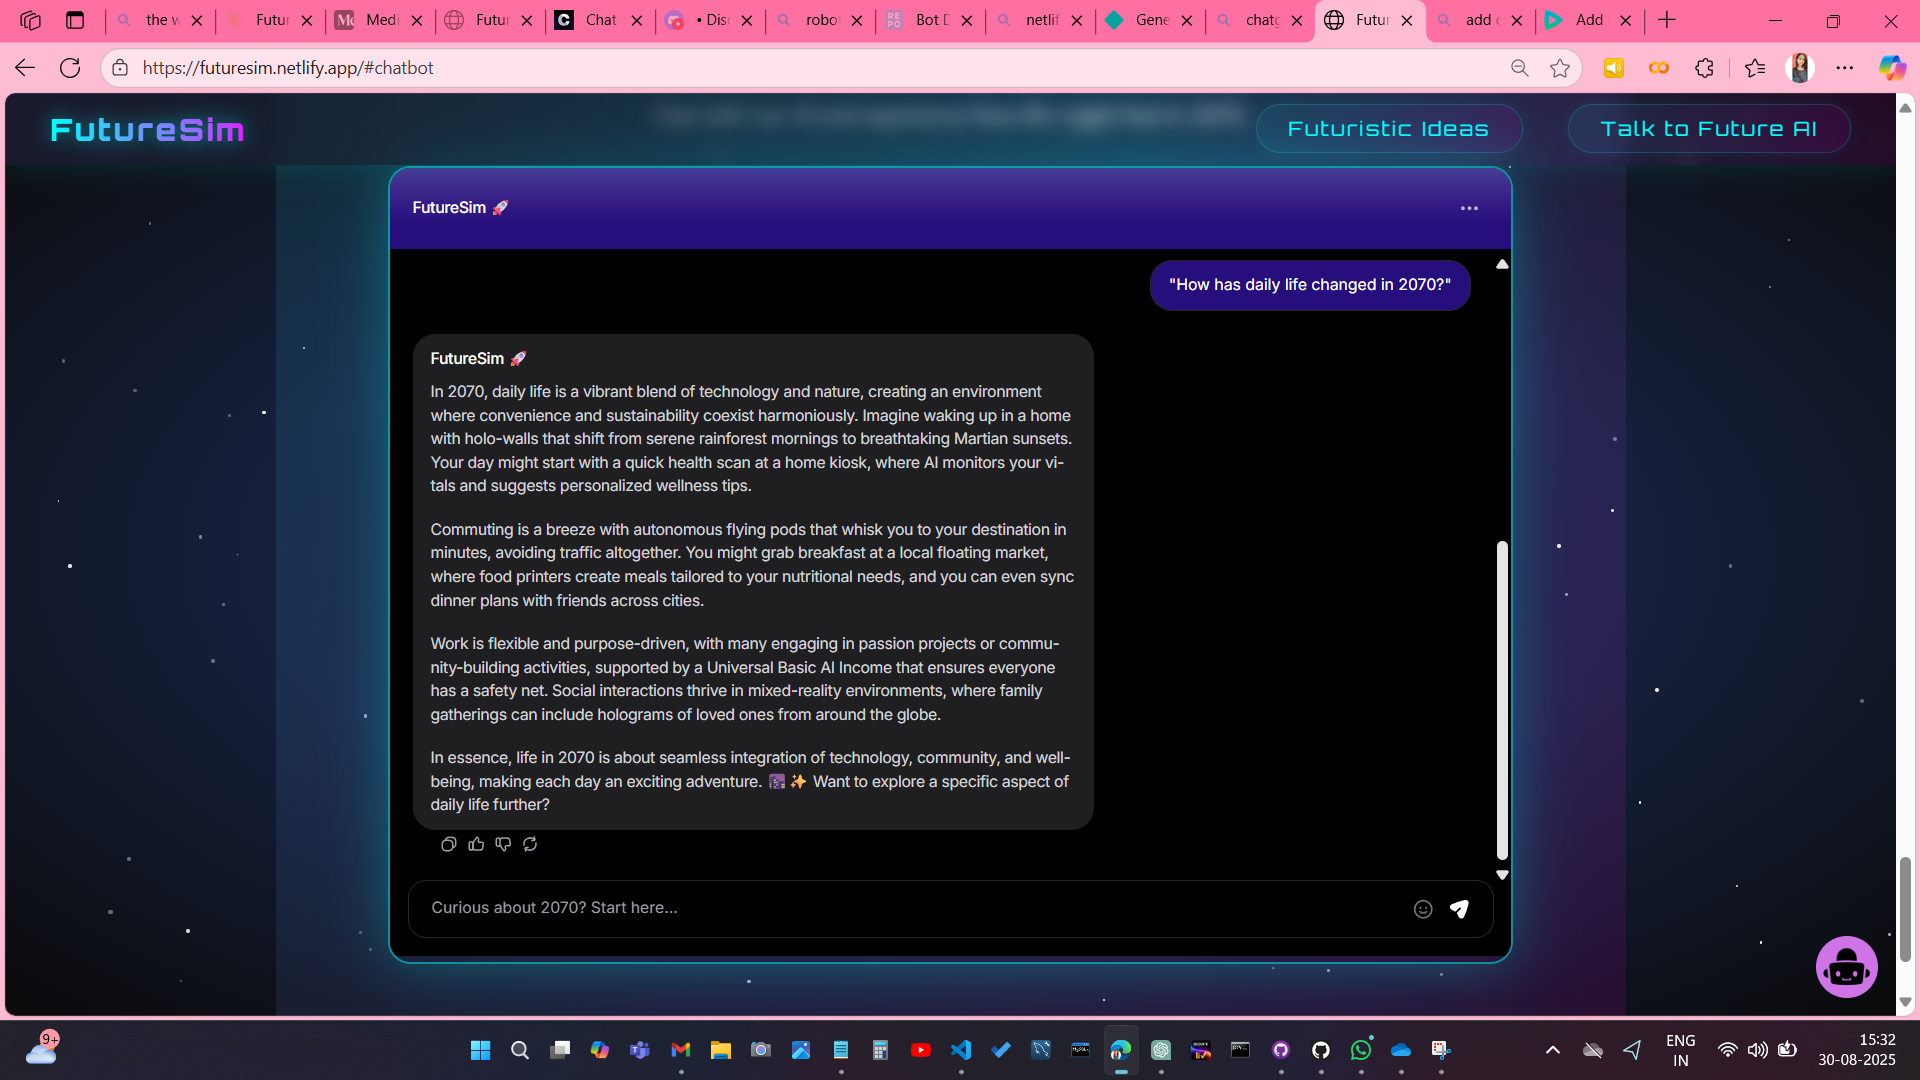 the w
Futur
Medi
Futur
Chat
• Disc
robo
Bot D
netlif
Gene
chatg
Futur
add c
Add
https://futuresim.netlify.app/#chatbot
FutureSim
Futuristic Ideas
Talk to Future AI
FutureSim 🚀
"How has daily life changed in 2070?"
FutureSim 🚀
In 2070, daily life is a vibrant blend of technology and nature, creating an environment
where convenience and sustainability coexist harmoniously. Imagine waking up in a home
with holo-walls that shift from serene rainforest mornings to breathtaking Martian sunsets.
Your day might start with a quick health scan at a home kiosk, where AI monitors your vi-
tals and suggests personalized wellness tips.
Commuting is a breeze with autonomous flying pods that whisk you to your destination in
minutes, avoiding traffic altogether. You might grab breakfast at a local floating market,
where food printers create meals tailored to your nutritional needs, and you can even sync
dinner plans with friends across cities.
Work is flexible and purpose-driven, with many engaging in passion projects or commu-
nity-building activities, supported by a Universal Basic AI Income that ensures everyone
has a safety net. Social interactions thrive in mixed-reality environments, where family
gatherings can include holograms of loved ones from around the globe.
In essence, life in 2070 is about seamless integration of technology, community, and well-
being, making each day an exciting adventure. 🌆✨ Want to explore a specific aspect of
daily life further?
Curious about 2070? Start here...
9+
ENG
IN
15:32
30-08-2025